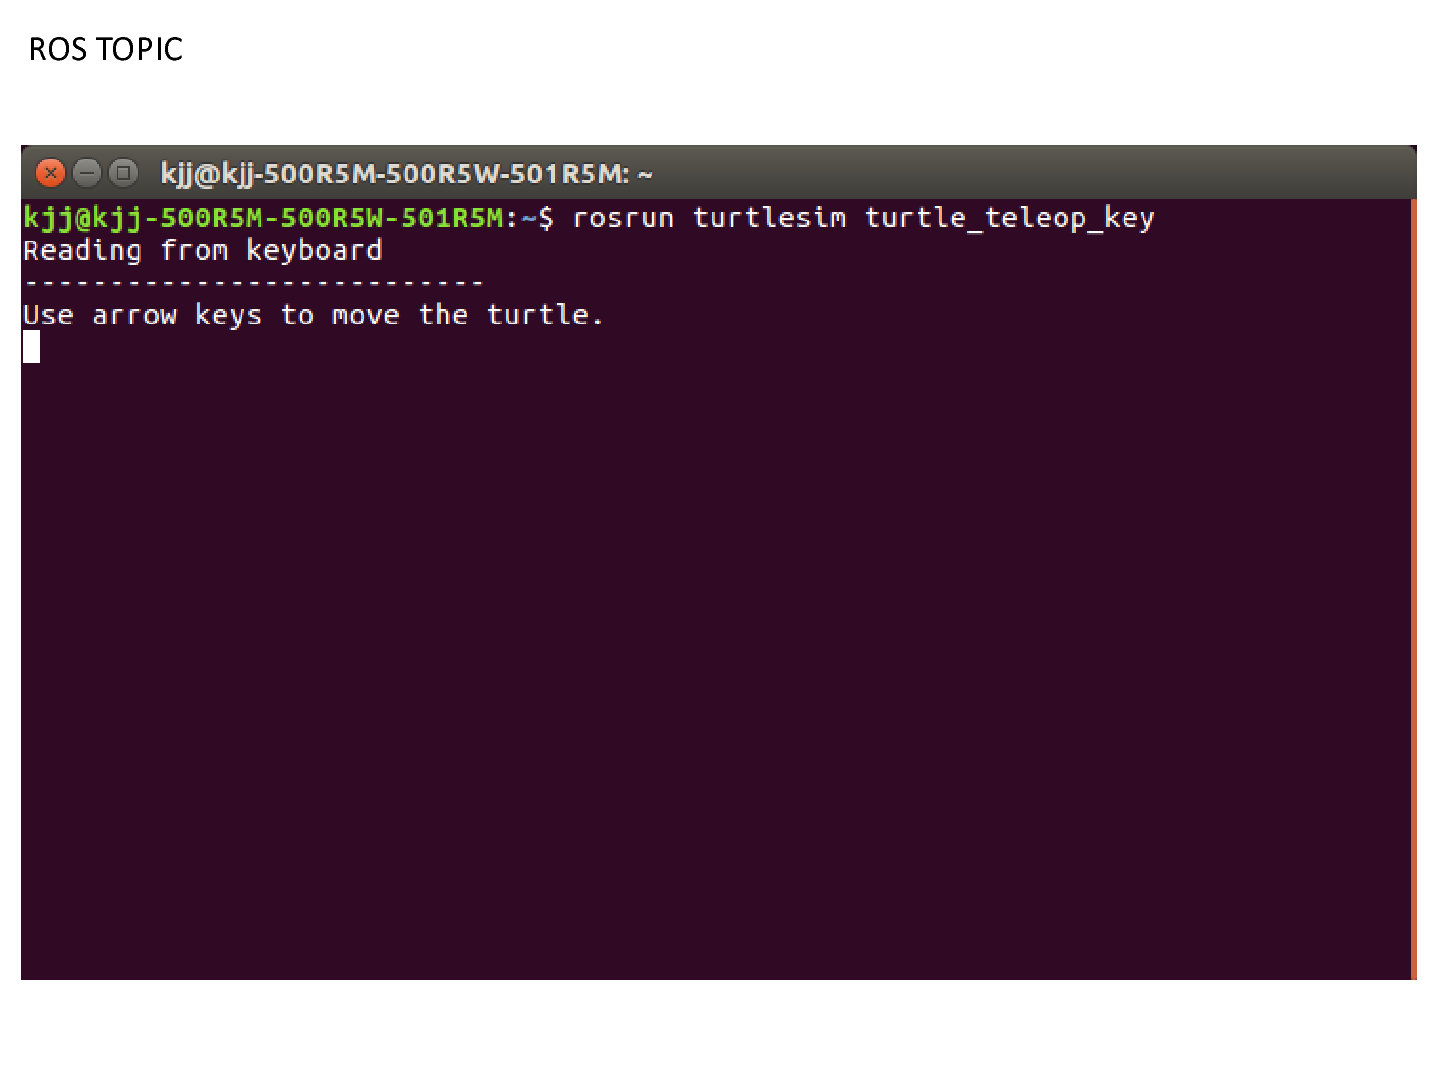 ROS TOPIC
kjj@kjj-500R5M-500R5W-501R5M: ~
kjj@kjj-500R5M-500R5W-501R5M:~$ rosrun turtlesim turtle_teleop_key
Reading from keyboard
---------------------------
Use arrow keys to move the turtle.